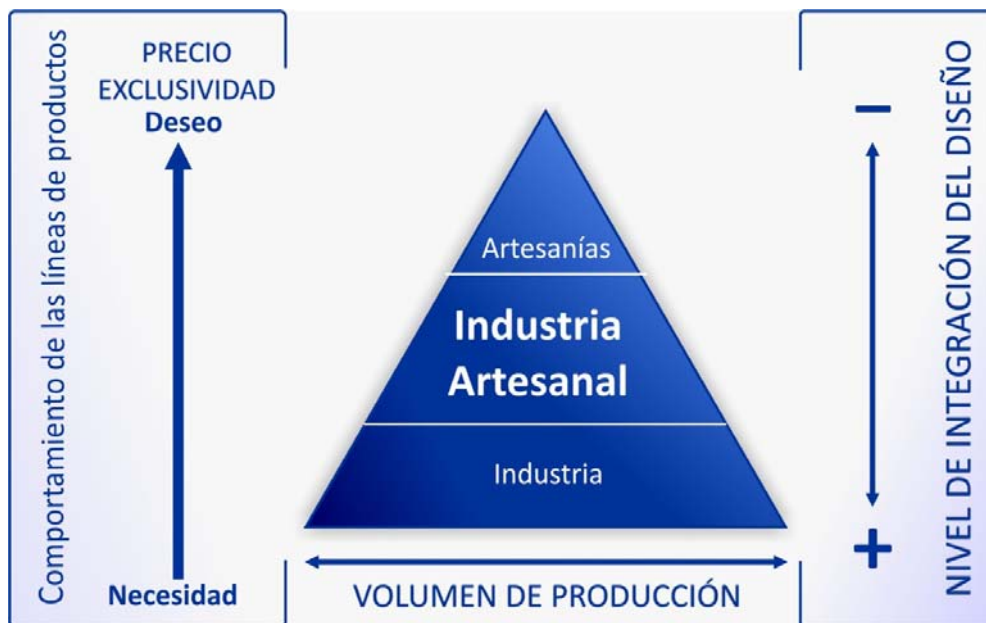 Comportamiento de las líneas de productos
PRECIO
EXCLUSIVIDAD
Deseo
Necesidad
Artesanías
Industria
Artesanal
Industria
VOLUMEN DE PRODUCCIÓN
−
+
NIVEL DE INTEGRACIÓN DEL DISEÑO